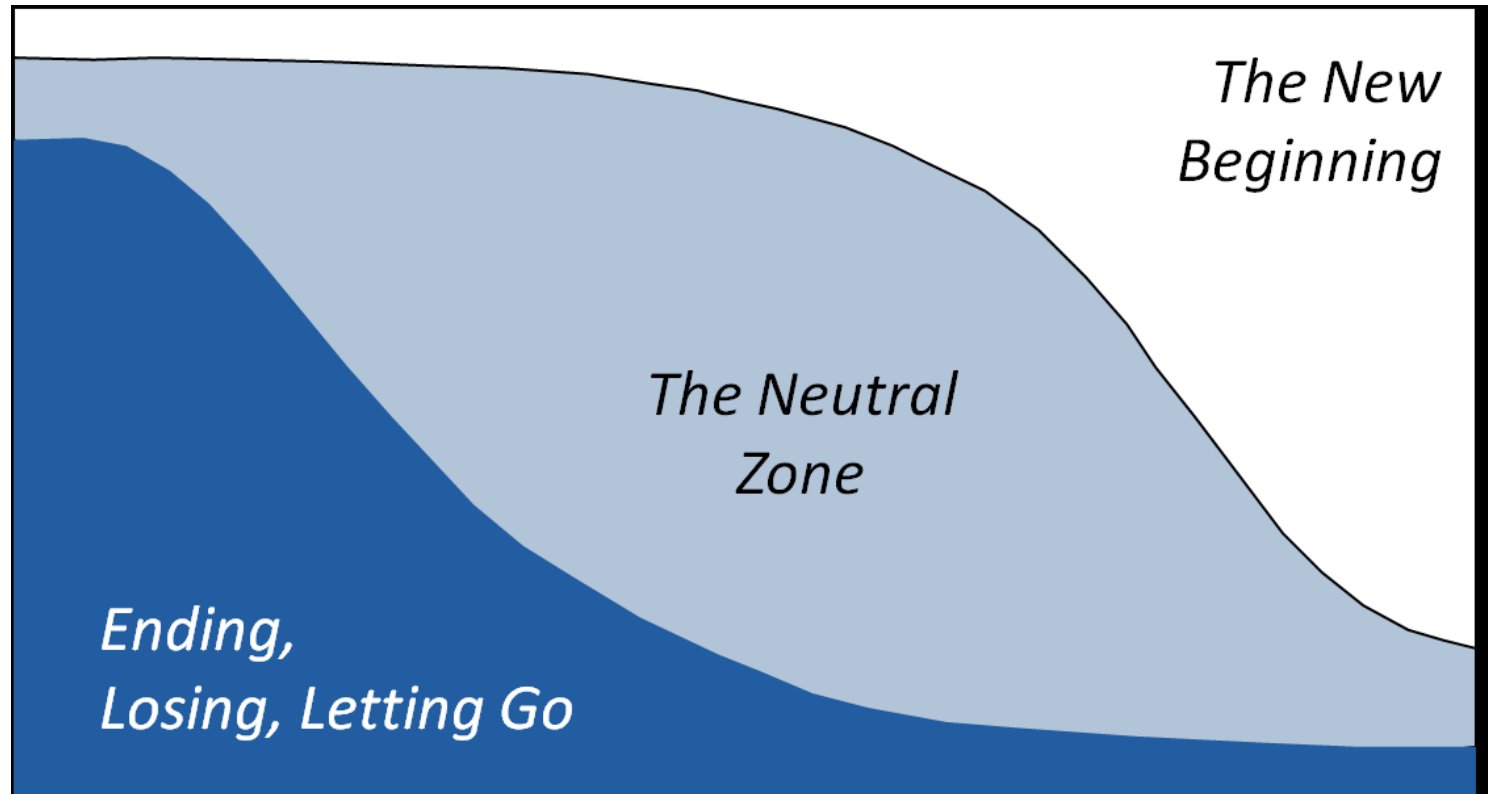 The New
Beginning
The Neutral
Zone
Ending,
Losing, Letting Go